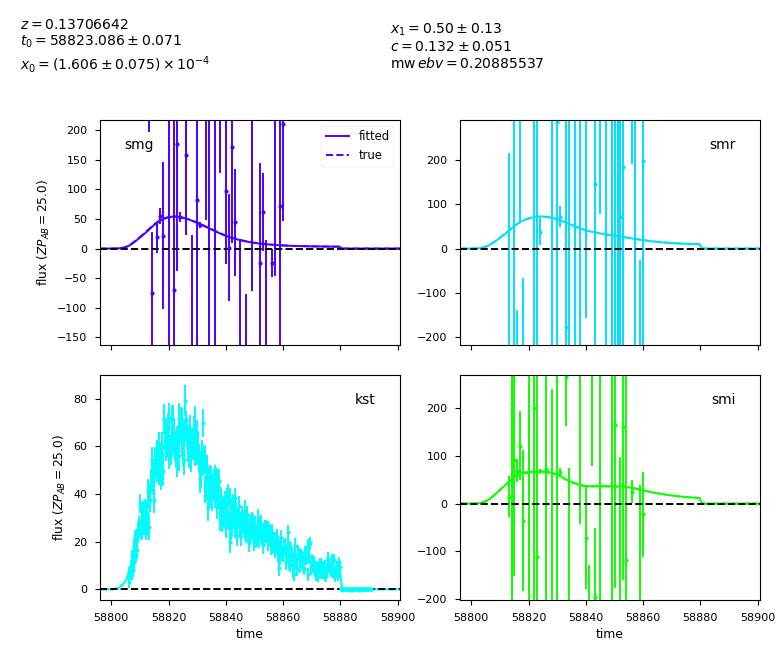 z = 0.13706642
t0 = 58823.086 ± 0.071
x0 = (1.606 ± 0.075) × 10^−4
x1 = 0.50 ± 0.13
c = 0.132 ± 0.051
mw ebv = 0.20885537
smg
fitted
true
flux (ZP_AB = 25.0)
200
150
100
50
0
−50
−100
−150
smr
200
100
0
−100
−200
kst
flux (ZP_AB = 25.0)
80
60
40
20
0
58800 58820 58840 58860 58880 58900
time
smi
200
100
0
−100
−200
58800 58820 58840 58860 58880 58900
time